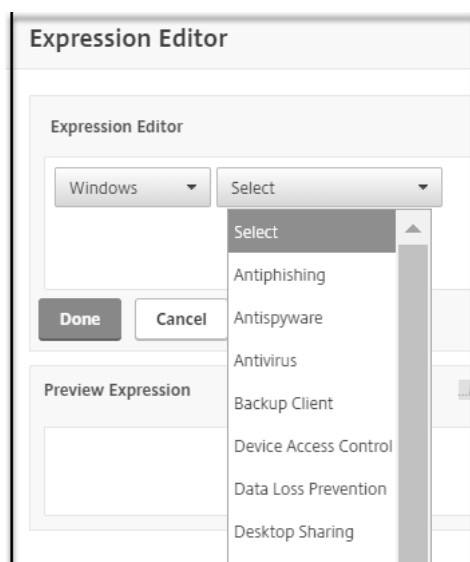 Expression Editor
Expression Editor
Windows Select
Select
Antiphishing
Antispyware
Done Cancel
Antivirus
Preview Expression
Backup Client
Device Access Control
Data Loss Prevention
Desktop Sharing